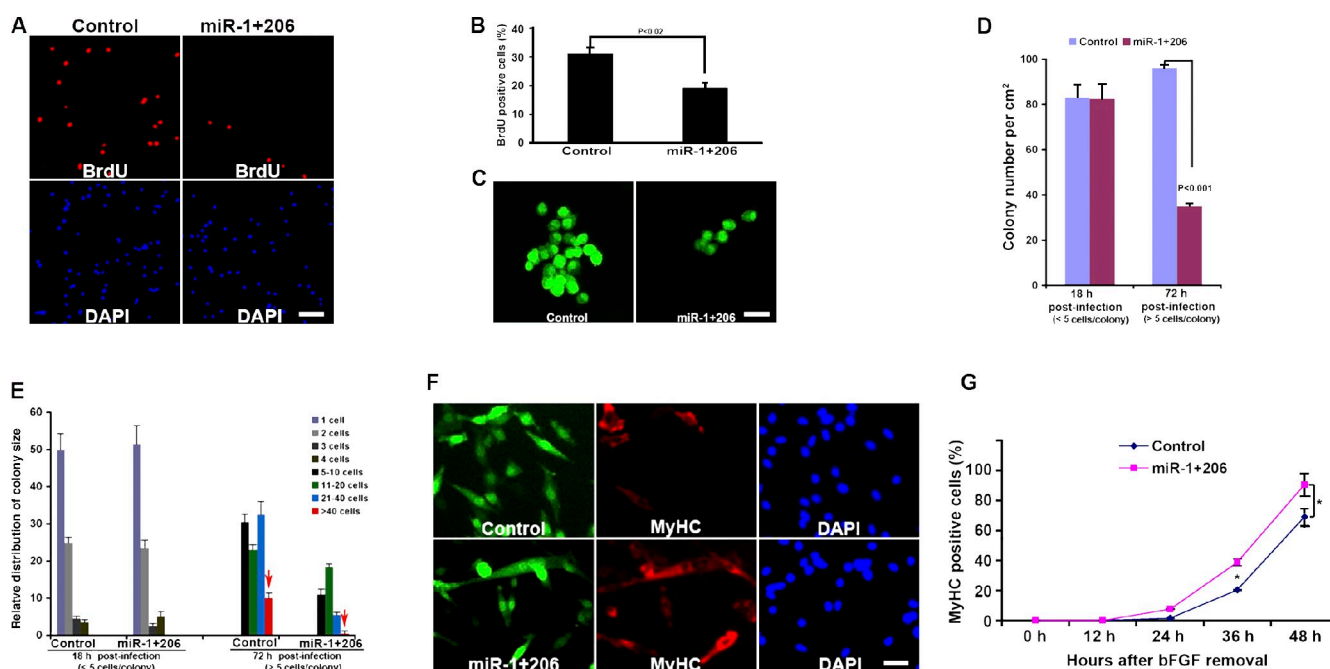 A
Control
miR-1+206
BrdU
BrdU
DAPI
DAPI
B
BrdU positive cells (%)
40
30
20
10
0
P<0.02
Control
miR-1+206
C
Control
miR-1+206
D
Control
miR-1+206
Colony number per cm²
100
80
60
40
20
0
P<0.001
18 h
72 h
post-infection
post-infection
(< 5 cells/colony)
(> 5 cells/colony)
E
Relative distribution of colony size
60
50
40
30
20
10
0
1 cell
2 cells
3 cells
4 cells
5-10 cells
11-20 cells
21-40 cells
>40 cells
Control
miR-1+206
Control
miR-1+206
18 h post-infection
72 h post-infection
(< 5 cells/colony)
(> 5 cells/colony)
F
Control
MyHC
DAPI
miR-1+206
MyHC
DAPI
G
Control
miR-1+206
MyHC positive cells (%)
100
80
60
40
20
0
*
*
0 h
12 h
24 h
36 h
48 h
Hours after bFGF removal